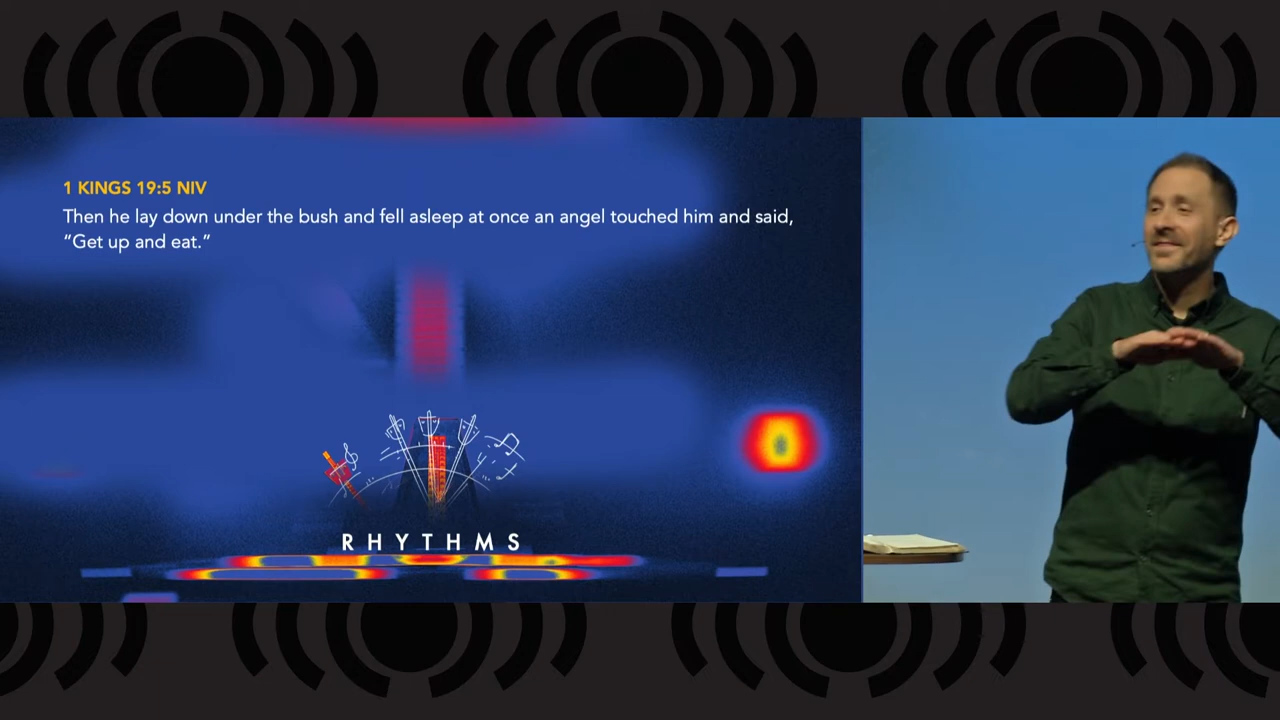 1 KINGS 19:5 NIV
Then he lay down under the bush and fell asleep at once an angel touched him and said,
“Get up and eat.”
RHYTHMS